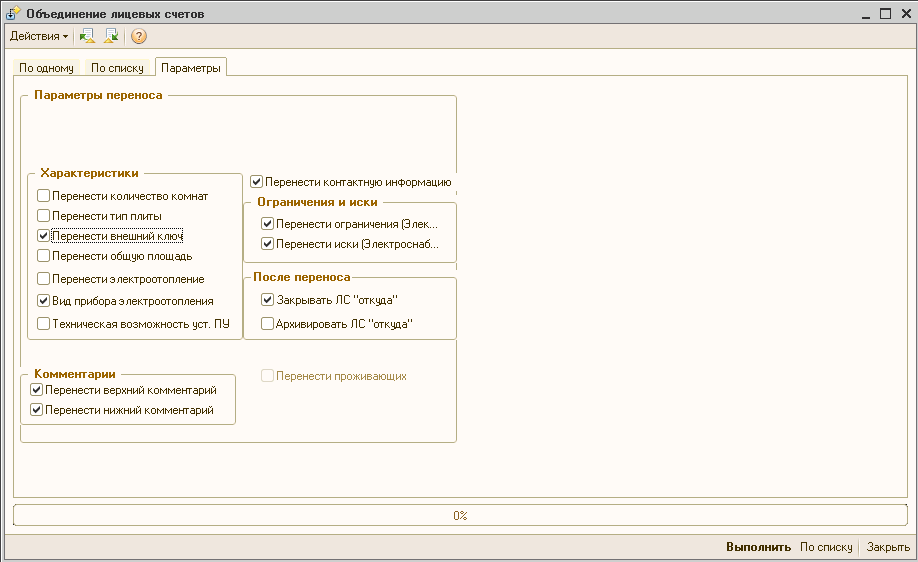 Объединение лицевых счетов
Действия
По одному
По списку
Параметры
Параметры переноса
Характеристики
Перенести количество комнат
Перенести тип плиты
Перенести внешний ключ
Перенести общую площадь
Перенести электроотопление
Вид прибора электроотопления
Техническая возможность уст. ПУ
Перенести контактную информацию
Ограничения и иски
Перенести ограничения (Элек...
Перенести иски (Электроснаб...
После переноса
Закрывать ЛС "откуда"
Архивировать ЛС "откуда"
Комментарии
Перенести верхний комментарий
Перенести нижний комментарий
Перенести проживающих
0%
Выполнить
По списку
Закрыть